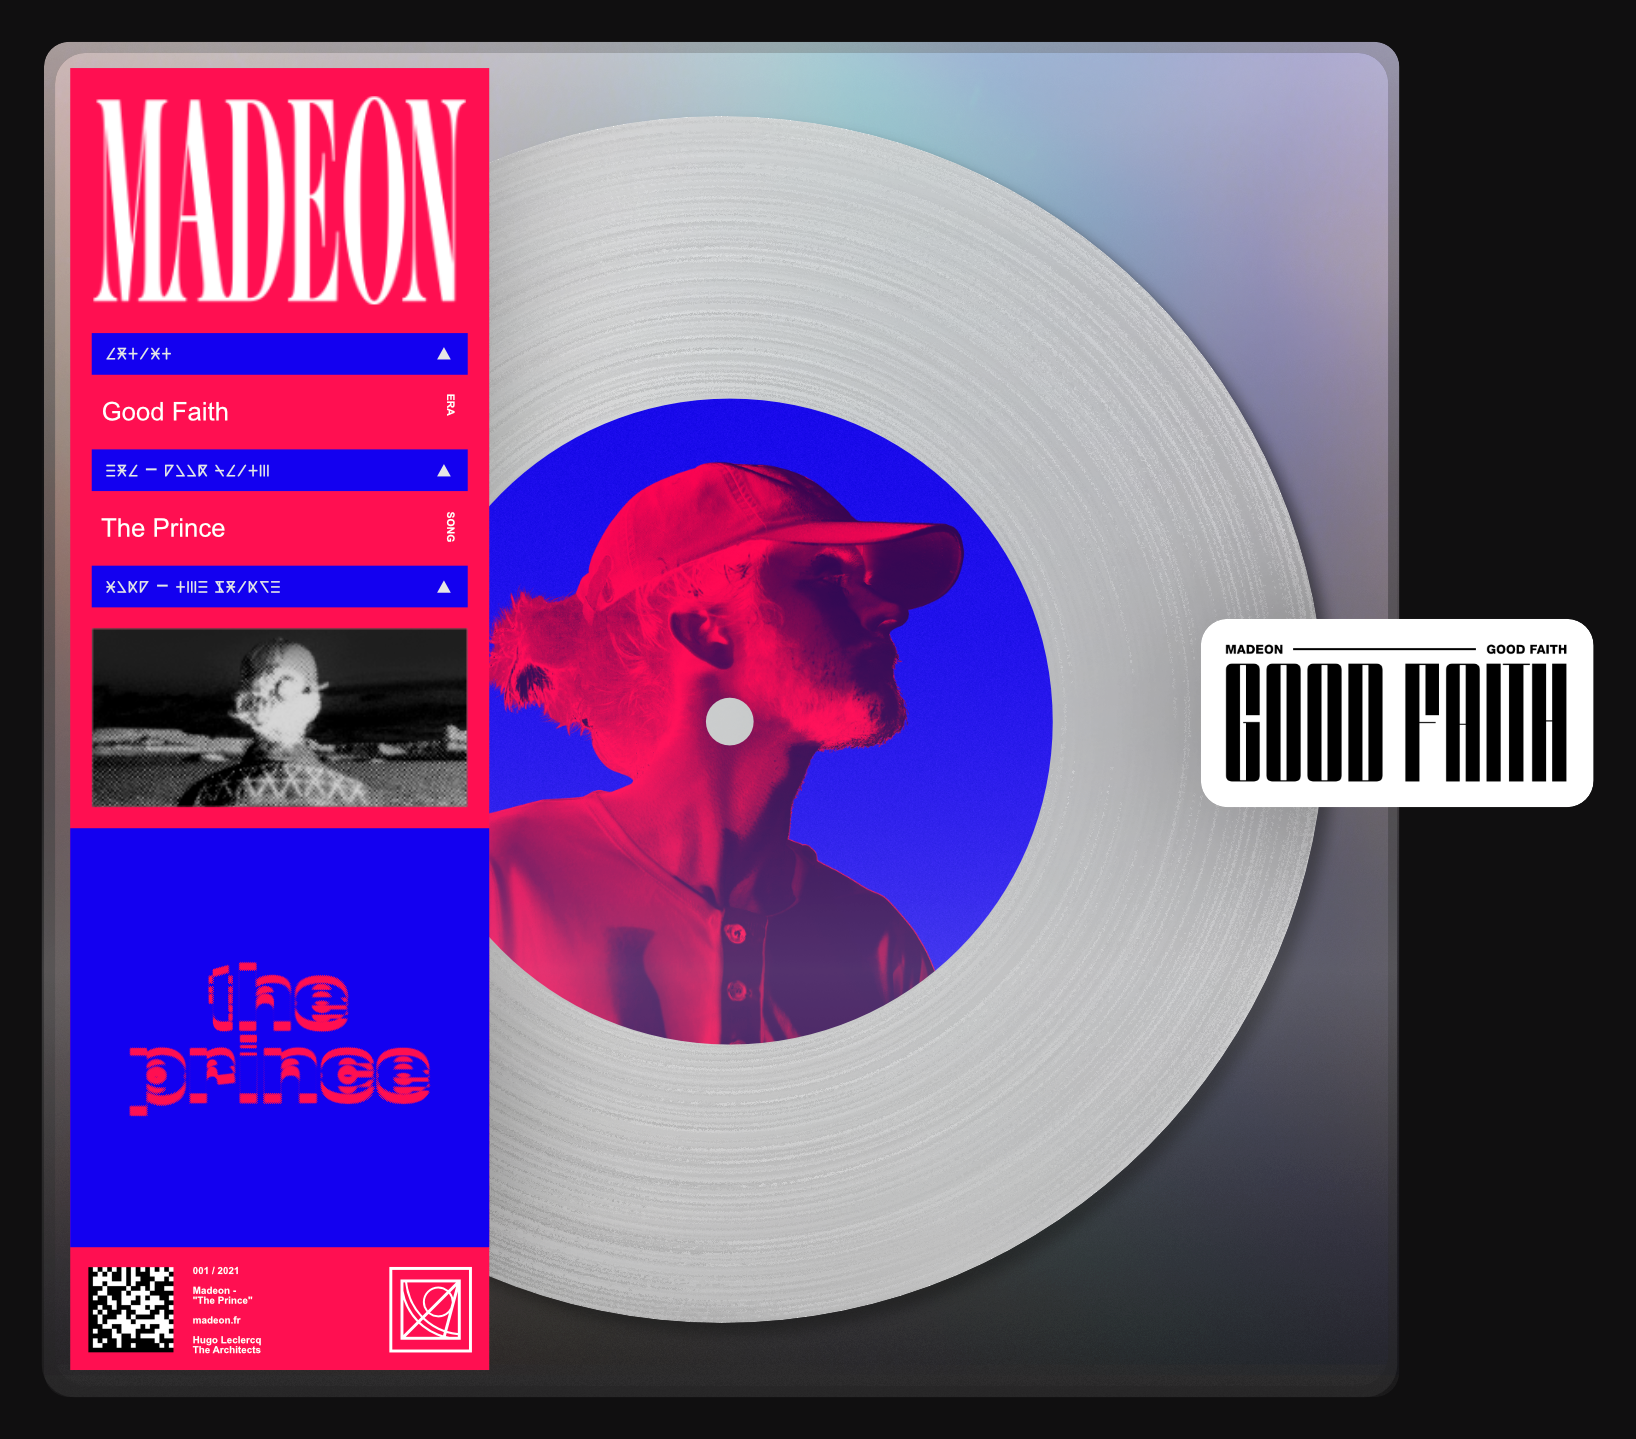 MADEON
Good Faith
ERA
The Prince
SONG
the
prince
001 / 2021
Madeon -
"The Prince"
madeon.fr
Hugo Leclercq
The Architects
MADEON
GOOD FAITH
GOOD FAITH